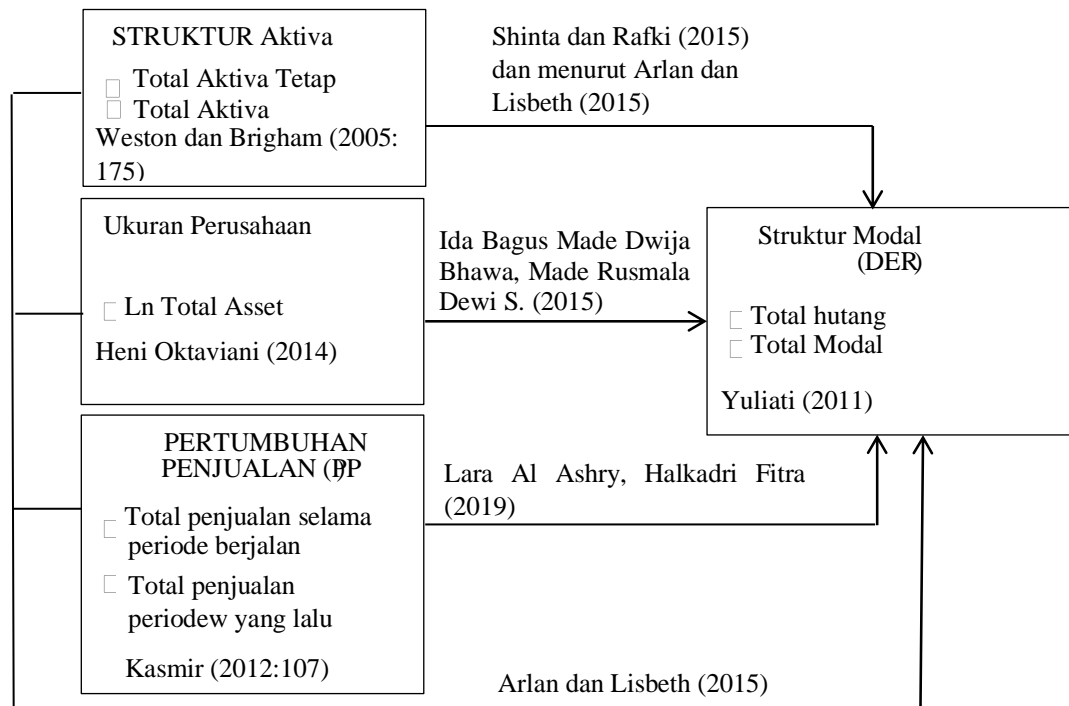 STRUKTUR Aktiva
Total Aktiva Tetap
Total Aktiva
Weston dan Brigham (2005:
175)
Shinta dan Rafki (2015)
dan menurut Arlan dan
Lisbeth (2015)
Ukuran Perusahaan
Ln Total Asset
Heni Oktaviani (2014)
Ida Bagus Made Dwija
Bhawa, Made Rusmala
Dewi S. (2015)
Struktur Modal
(DER)
Total hutang
Total Modal
Yuliati (2011)
PERTUMBUHAN
PENJUALAN (PP)
Total penjualan selama
periode berjalan
Total penjualan
periodew yang lalu
Kasmir (2012:107)
Lara Al Ashry, Halkadri Fitra
(2019)
Arlan dan Lisbeth (2015)